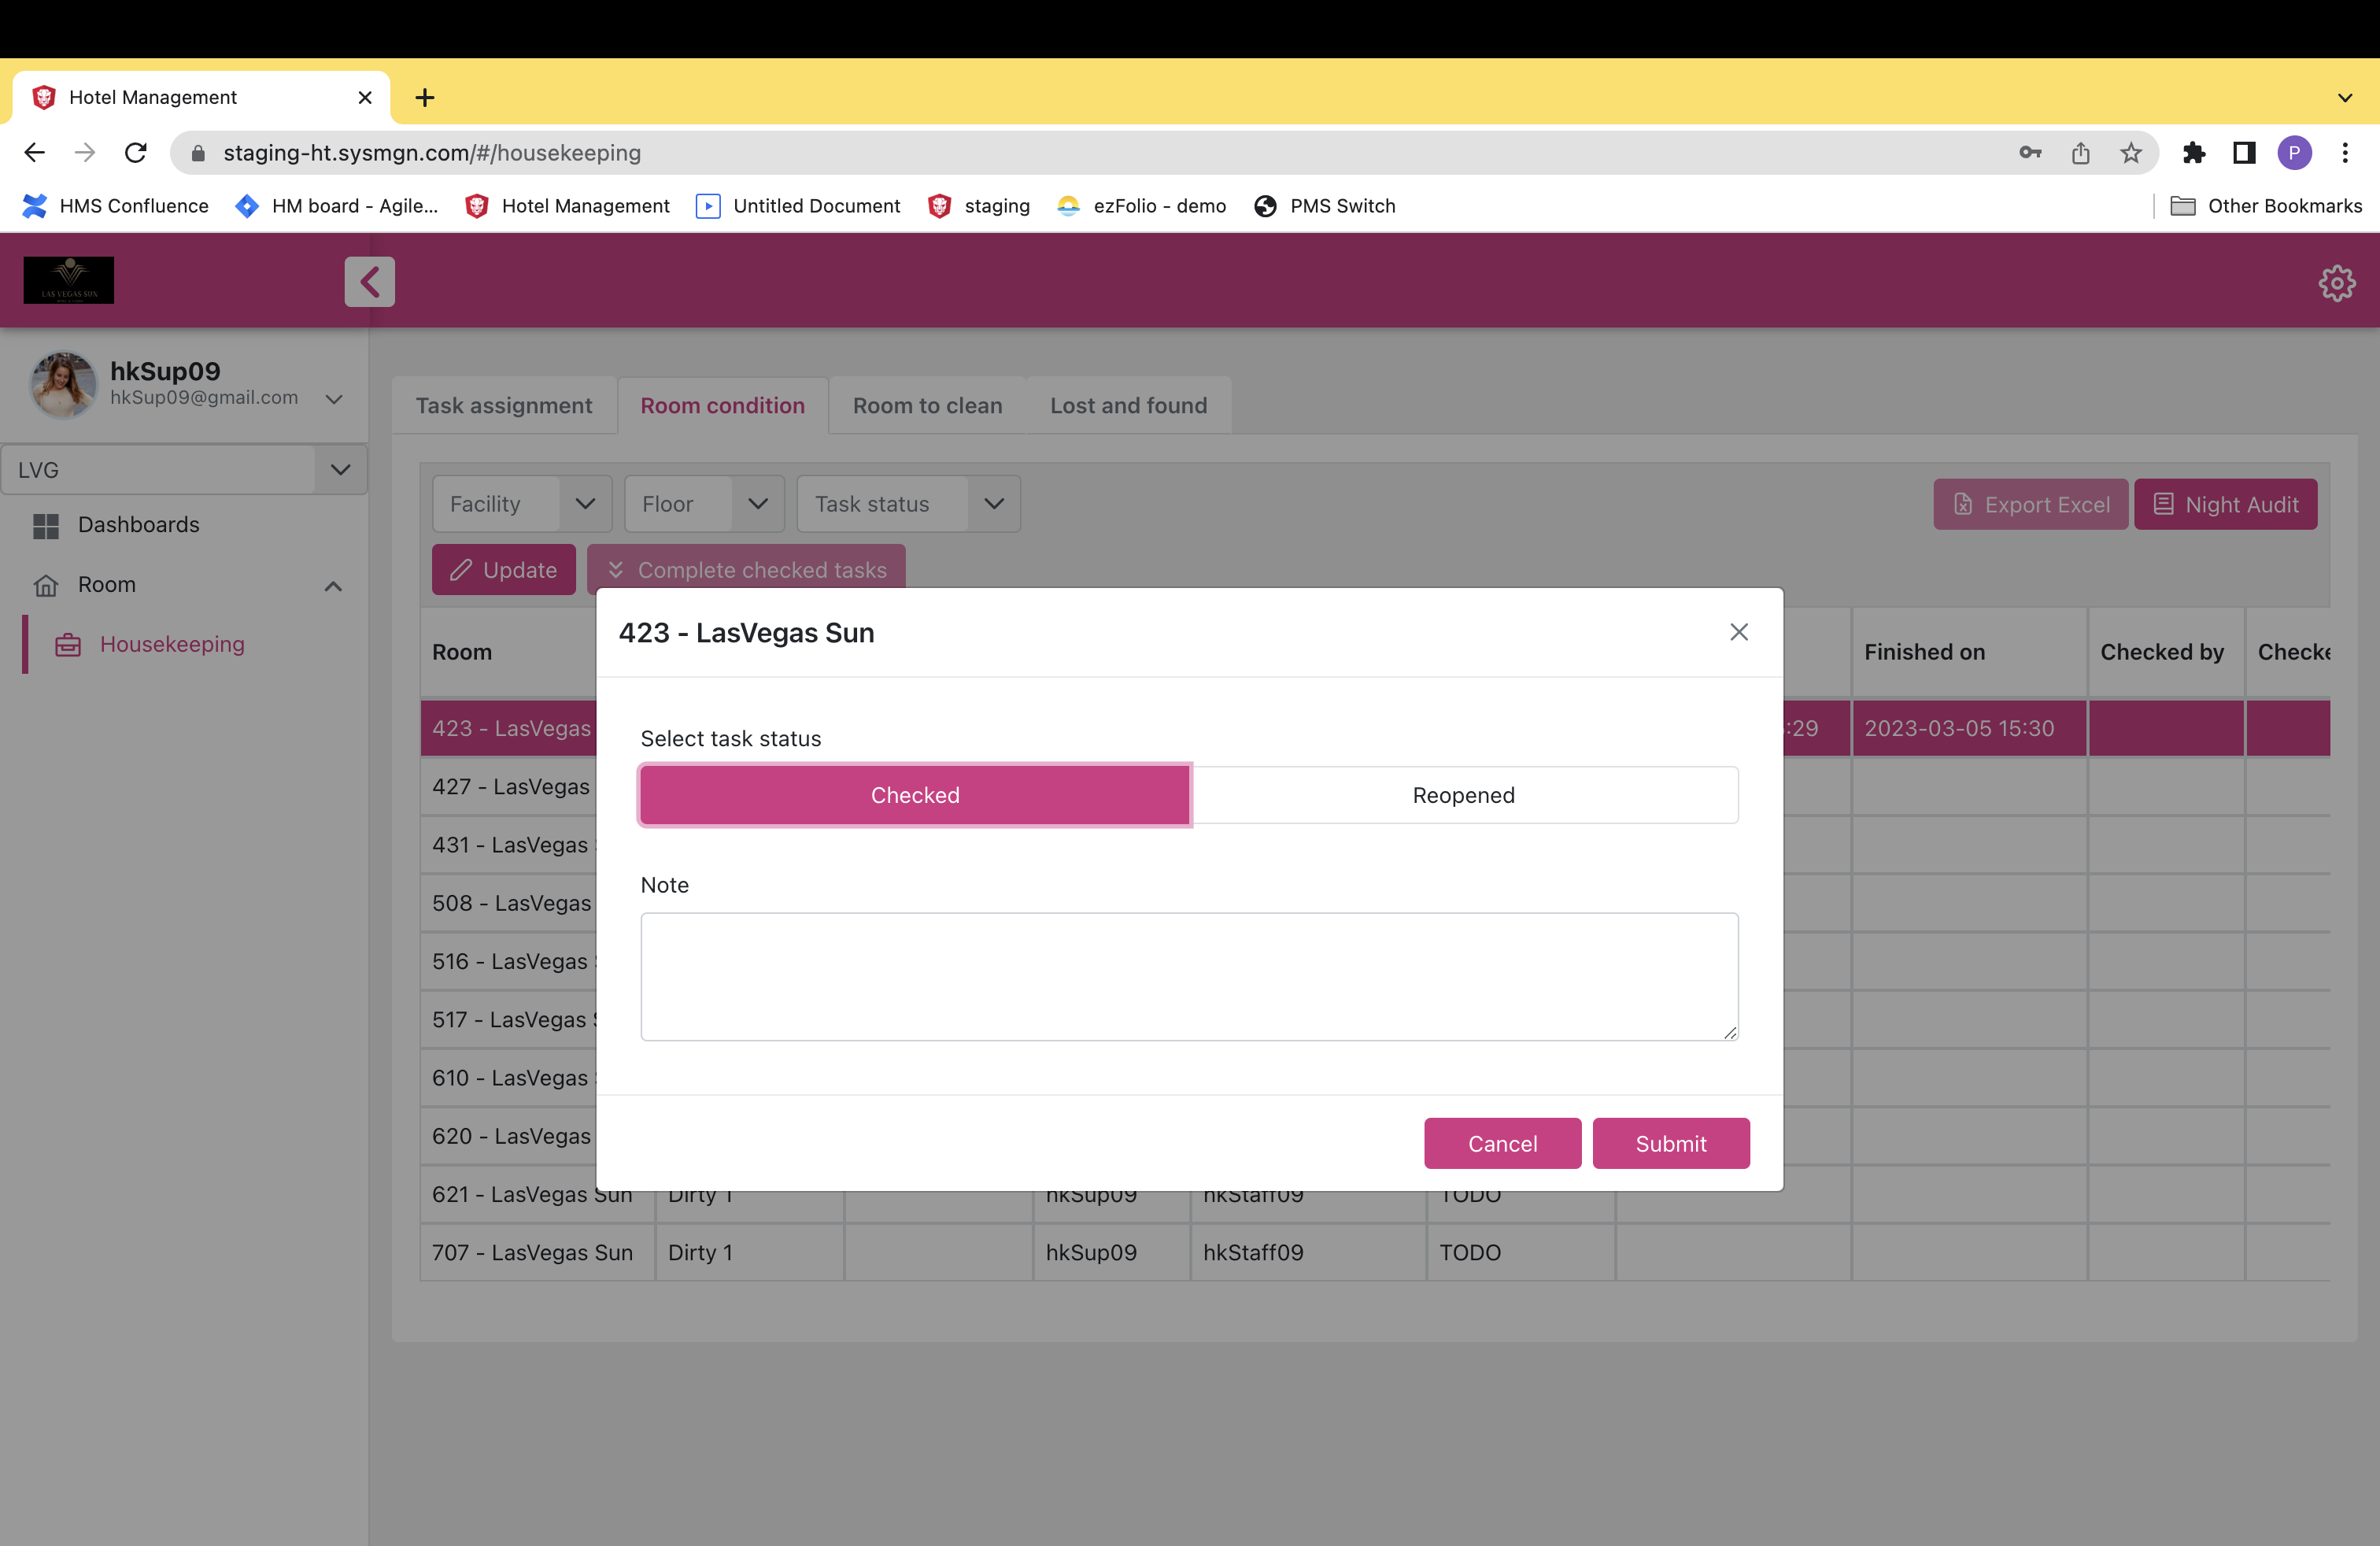 Hotel Management
staging-ht.sysmgn.com/#/housekeeping
P
HMS Confluence
HM board - Agile...
Hotel Management
Untitled Document
staging
ezFolio - demo
PMS Switch
Other Bookmarks
LAS VEGAS SUN
hkSup09
hkSup09@gmail.com
LVG
Dashboards
Room
Housekeeping
Task assignment
Room condition
Room to clean
Lost and found
Facility
Floor
Task status
Export Excel
Night Audit
Update
Complete checked tasks
Room
Finished on
Checked by
Checke
423 - LasVegas
:29
2023-03-05 15:30
427 - LasVegas
431 - LasVegas S
508 - LasVegas
516 - LasVegas
517 - LasVegas
610 - LasVegas
620 - LasVegas
621 - LasVegas Sun Dirty 1 hkSup09 hkStaff09 TODO
707 - LasVegas Sun Dirty 1 hkSup09 hkStaff09 TODO
423 - LasVegas Sun
Select task status
Checked
Reopened
Note
Cancel
Submit